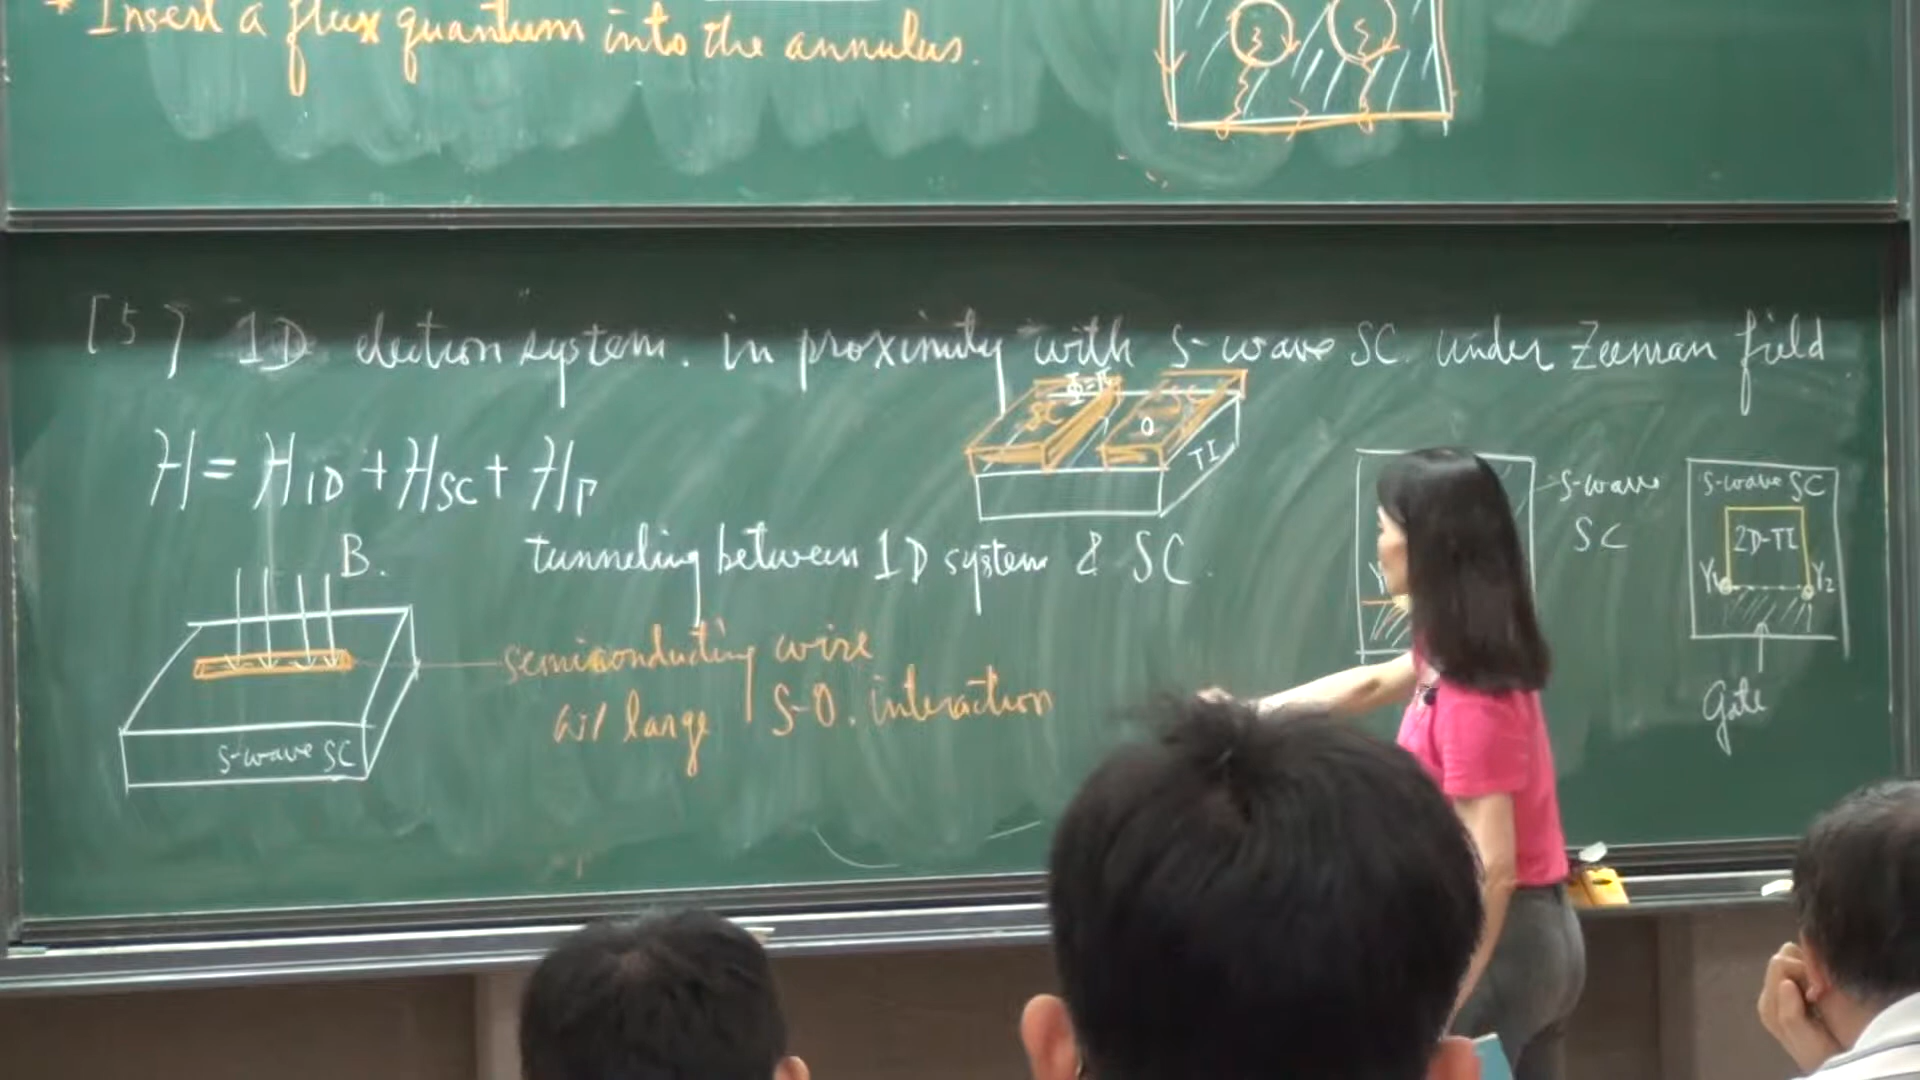 * Insert a flux quantum into the annulus.
[5] 1D electron system. in proximity with S-wave SC. under Zeeman field
Φ=π
SC
0
TI
H = H1D + HSC + HP
S-wave
SC
S-wave SC
2D-TI
γ1
γ2
B.
tunneling between 1D system & SC.
semiconducting wire
w/ large S-O. interaction
Gate
S-wave SC